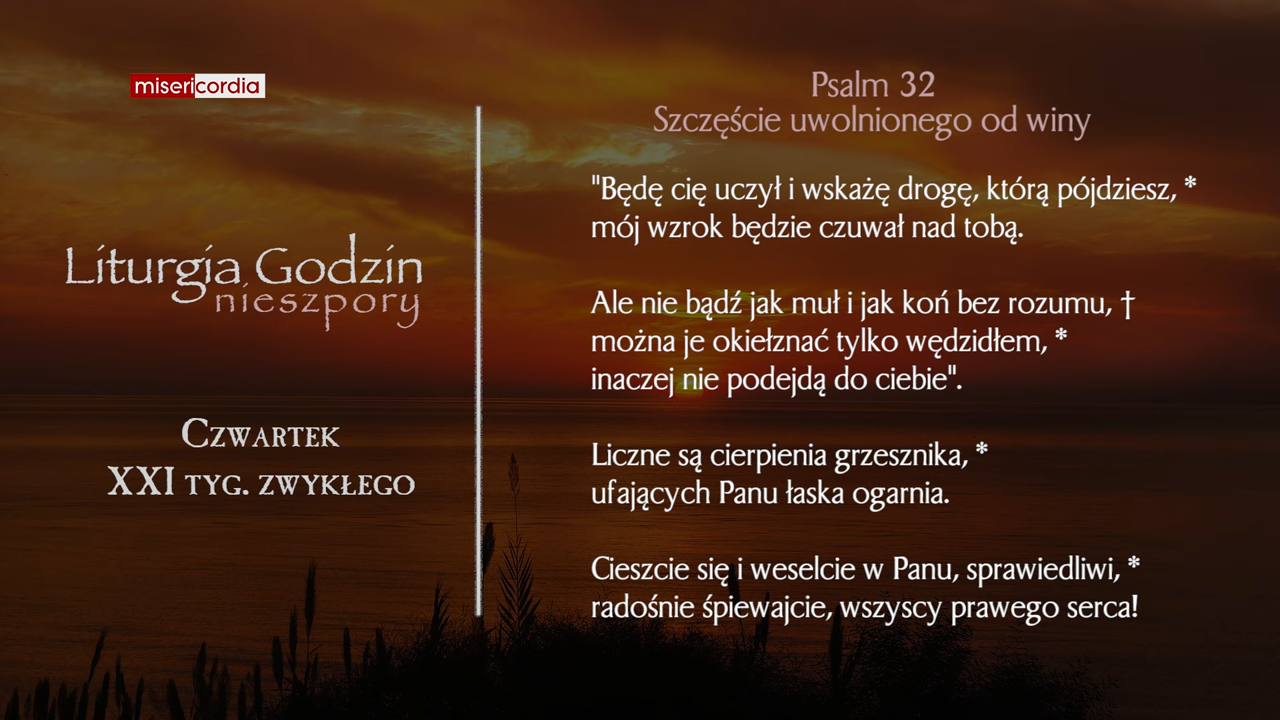 misericordia
Liturgia Godzin
nieszpory
Czwartek
XXI tyg. zwykłego
Psalm 32
Szczęście uwolnionego od winy
"Będę cię uczył i wskażę drogę, którą pójdziesz, *
mój wzrok będzie czuwał nad tobą.
Ale nie bądź jak muł i jak koń bez rozumu, †
można je okiełznać tylko wędzidłem, *
inaczej nie podejdą do ciebie".
Liczne są cierpienia grzesznika, *
ufających Panu łaska ogarnia.
Cieszcie się i weselcie w Panu, sprawiedliwi, *
radośnie śpiewajcie, wszyscy prawego serca!